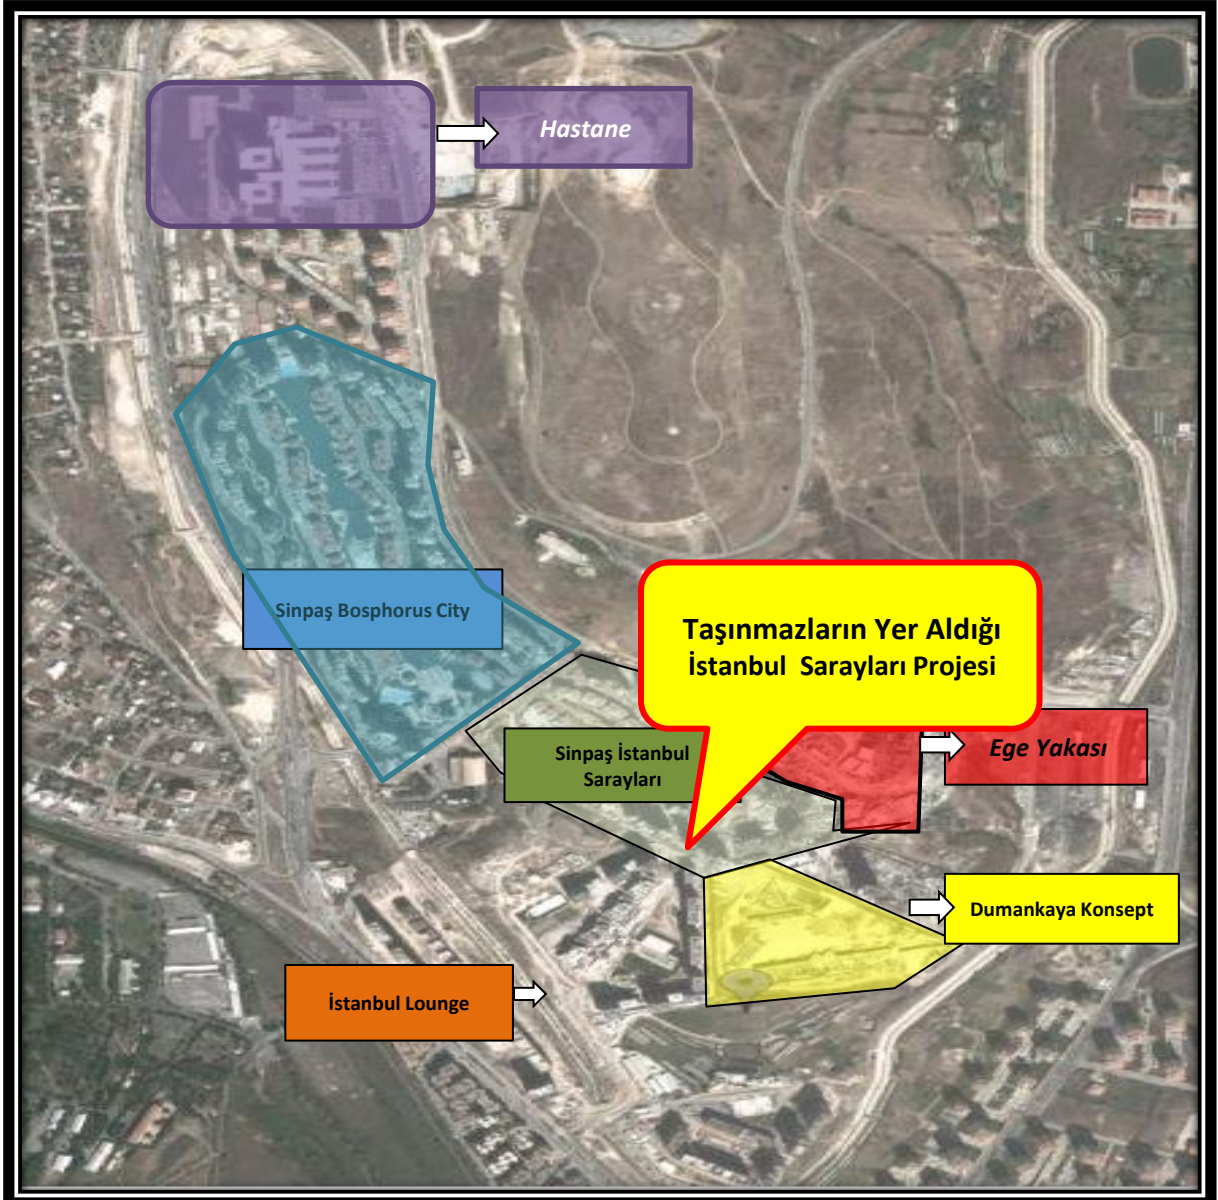 Hastane
Sinpaş Bosphorus City
Taşınmazların Yer Aldığı
İstanbul  Sarayları Projesi
Sinpaş İstanbul
Sarayları
Ege Yakası
Dumankaya Konsept
İstanbul Lounge